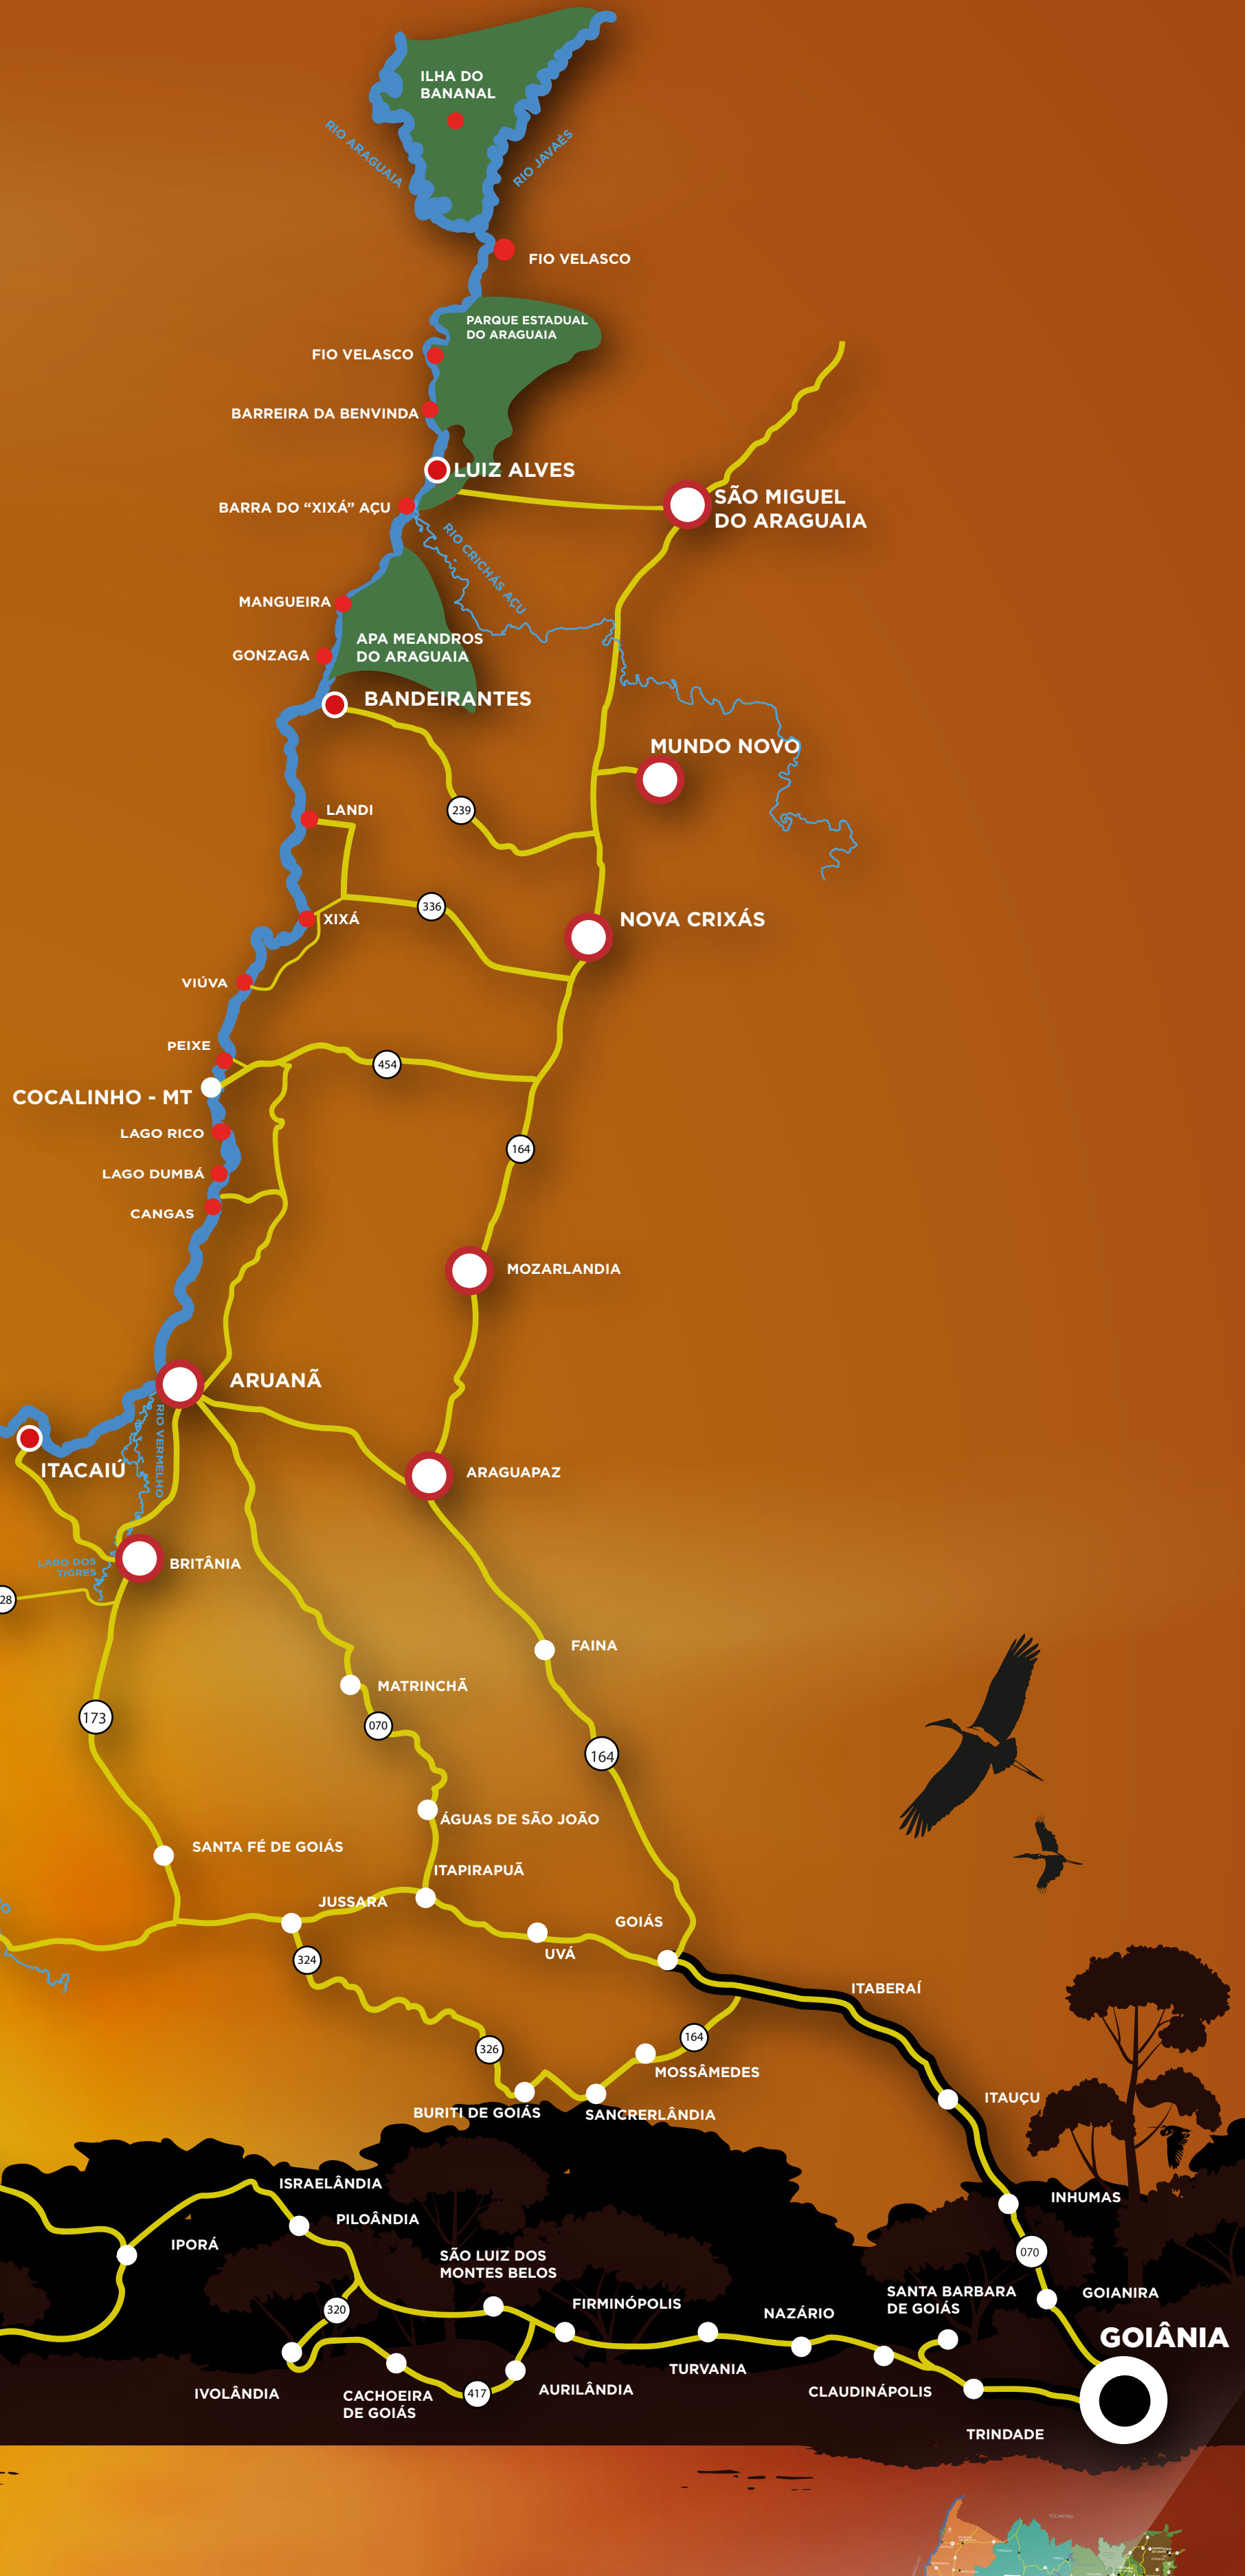 ILHA DO
BANANAL
RIO ARAGUAIA
RIO JAVAÉS
FIO VELASCO
PARQUE ESTADUAL
DO ARAGUAIA
FIO VELASCO
BARREIRA DA BENVINDA
LUIZ ALVES
SÃO MIGUEL
DO ARAGUAIA
BARRA DO “XIXÁ” AÇU
RIO CRICHÁS AÇU
MANGUEIRA
APA MEANDROS
DO ARAGUAIA
GONZAGA
BANDEIRANTES
MUNDO NOVO
LANDI
239
336
XIXÁ
NOVA CRIXÁS
VIÚVA
PEIXE
454
COCALINHO - MT
LAGO RICO
164
LAGO DUMBÁ
CANGAS
MOZARLANDIA
ARUANÃ
RIO VERMELHO
ITACAIÚ
ARAGUAPAZ
LAGO DOS
TIGRES
BRITÂNIA
28
FAINA
MATRINCHÃ
173
070
164
ÁGUAS DE SÃO JOÃO
SANTA FÉ DE GOIÁS
ITAPIRAPUÃ
JUSSARA
GOIÁS
UVÁ
324
ITABERAÍ
164
326
MOSSÂMEDES
ITAUÇU
BURITI DE GOIÁS
SANCRERLÂNDIA
ISRAELÂNDIA
INHUMAS
PILOÂNDIA
IPORÁ
070
SÃO LUIZ DOS
MONTES BELOS
SANTA BARBARA
DE GOIÁS
GOIANIRA
320
FIRMINÓPOLIS
NAZÁRIO
GOIÂNIA
TURVANIA
IVOLÂNDIA
CACHOEIRA
DE GOIÁS
417
AURILÂNDIA
CLAUDINÁPOLIS
TRINDADE